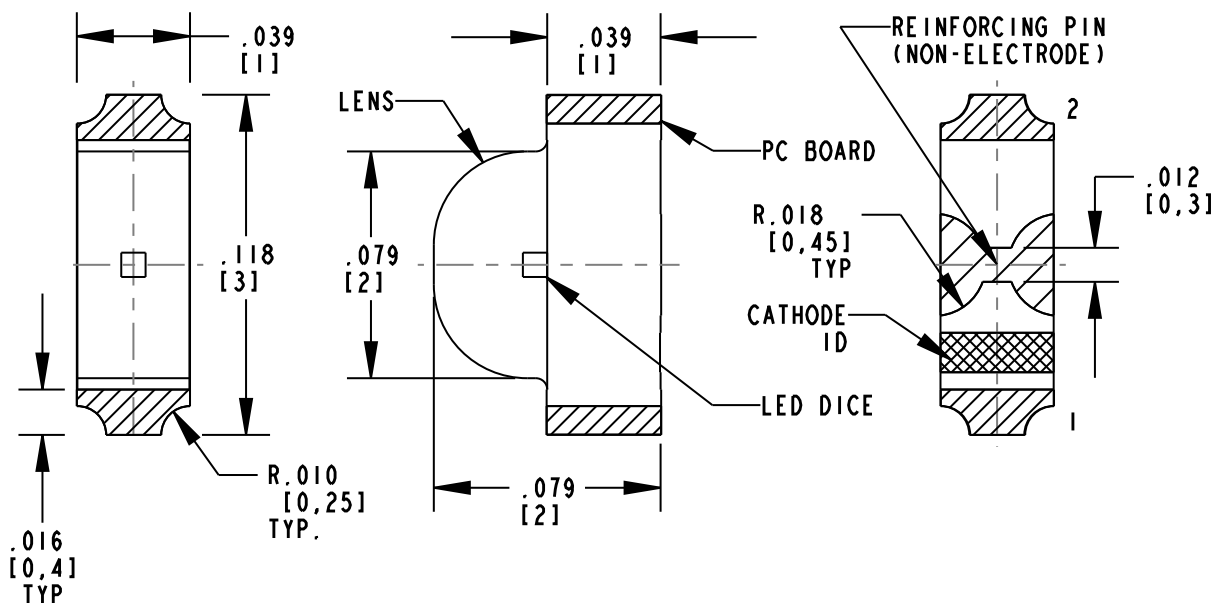 .039
[1]
.118
[3]
R.010
[0,25]
TYP.
.016
[0,4]
TYP
LENS
.039
[1]
PC BOARD
.079
[2]
LED DICE
.079
[2]
REINFORCING PIN
(NON-ELECTRODE)
2
.012
[0,3]
R.018
[0,45]
TYP
CATHODE
ID
1